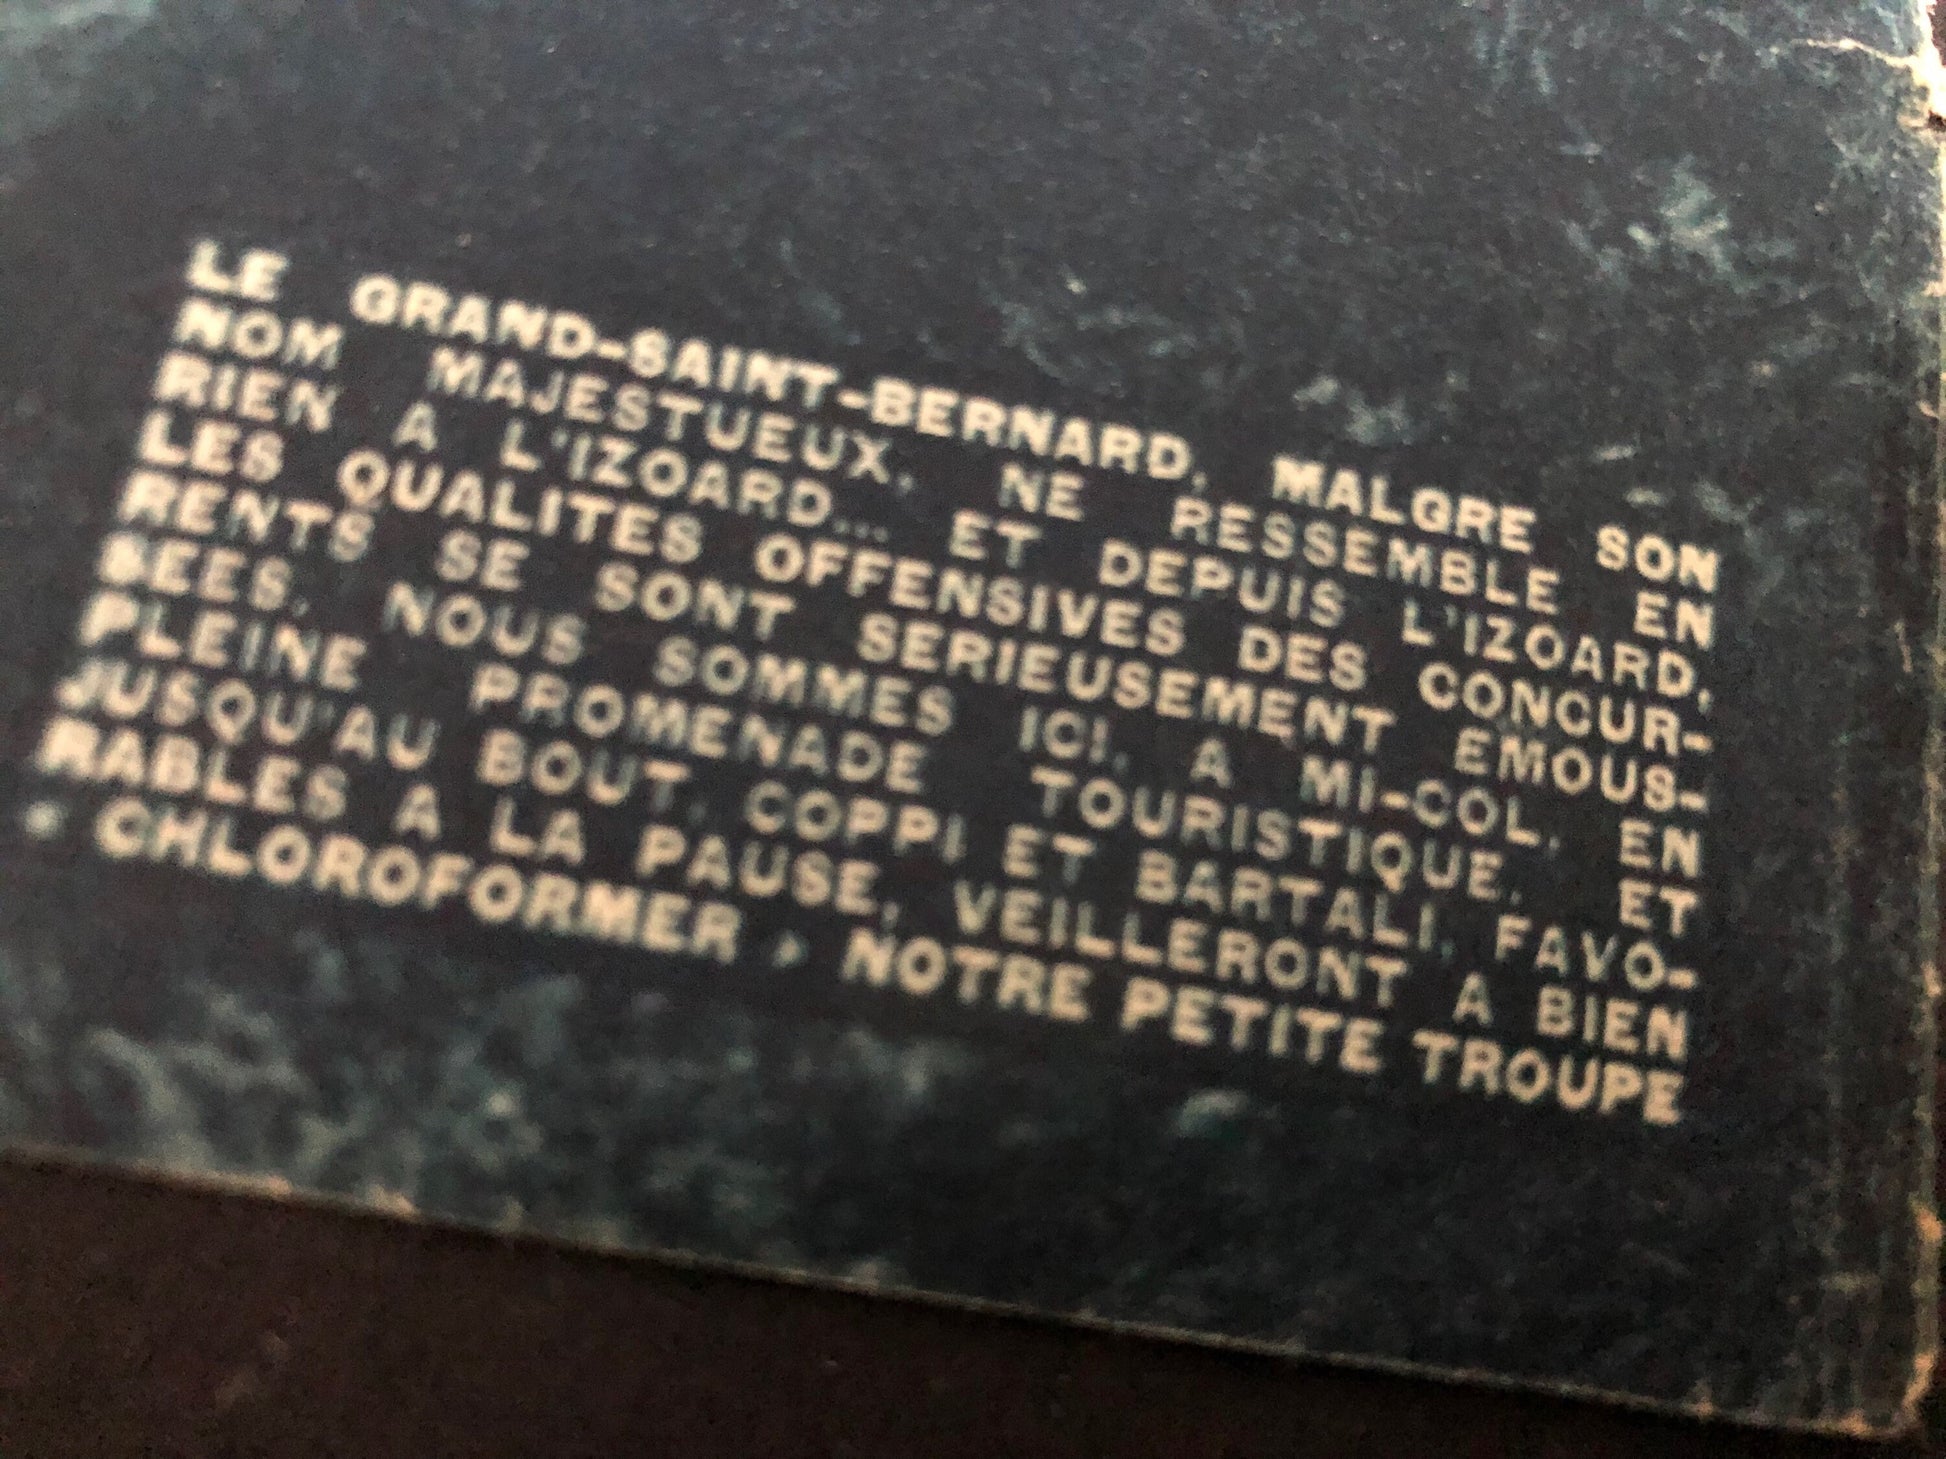 LE GRAND-SAINT-BERNARD, MALGRE SON
NOM MAJESTUEUX, NE RESSEMBLE EN
RIEN A L'IZOARD... ET DEPUIS L'IZOARD,
LES QUALITES OFFENSIVES DES CONCUR-
RENTS SE SONT SERIEUSEMENT EMOUS-
SEES. NOUS SOMMES ICI, A MI-COL, EN
PLEINE PROMENADE TOURISTIQUE. ET
JUSQU'AU BOUT, COPPI ET BARTALI, FAVO-
RABLES A LA PAUSE, VEILLERONT A BIEN
« CHLOROFORMER » NOTRE PETITE TROUPE